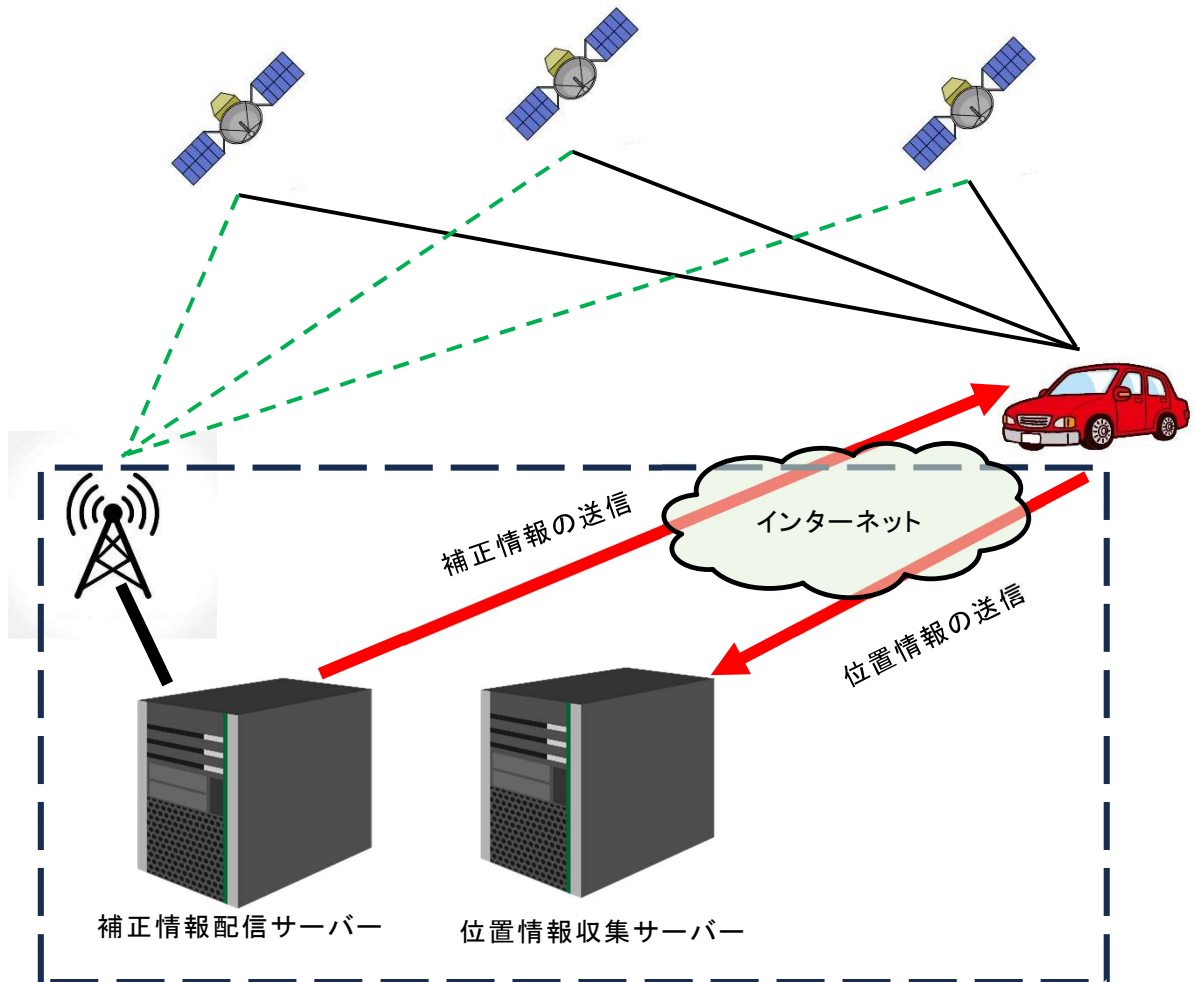 インターネット
補正情報の送信
位置情報の送信
補正情報配信サーバー
位置情報収集サーバー